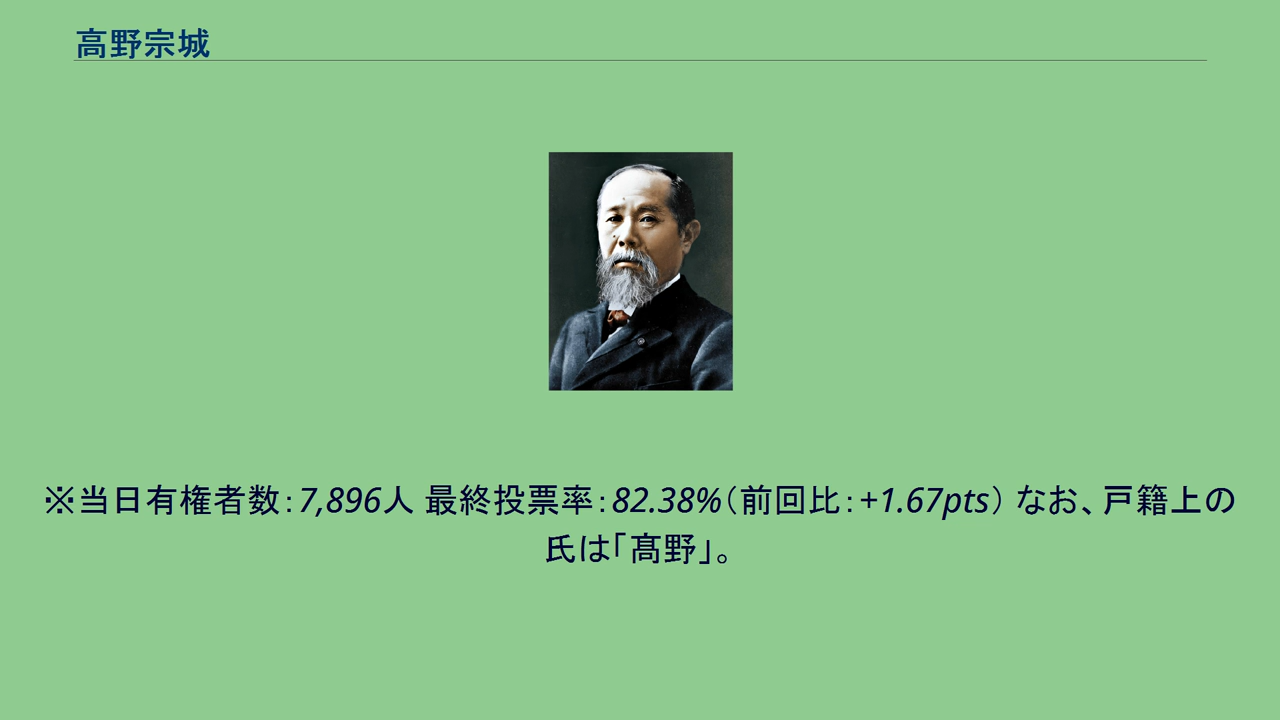 高野宗城
※当日有権者数:7,896人 最終投票率:82.38%(前回比:+1.67pts) なお、戸籍上の
氏は「髙野」。